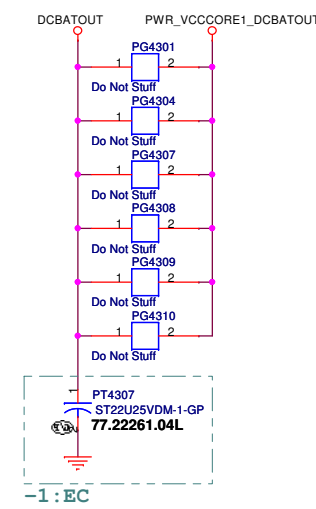 DCBATOUT PWR_VCCCORE1_DCBATOUT
PG4301
1 2
Do Not Stuff
PG4304
1 2
Do Not Stuff
PG4307
1 2
Do Not Stuff
PG4308
1 2
Do Not Stuff
PG4309
1 2
Do Not Stuff
PG4310
1 2
Do Not Stuff
1
PT4307
ST22U25VDM-1-GP
77.22261.04L
-1:EC